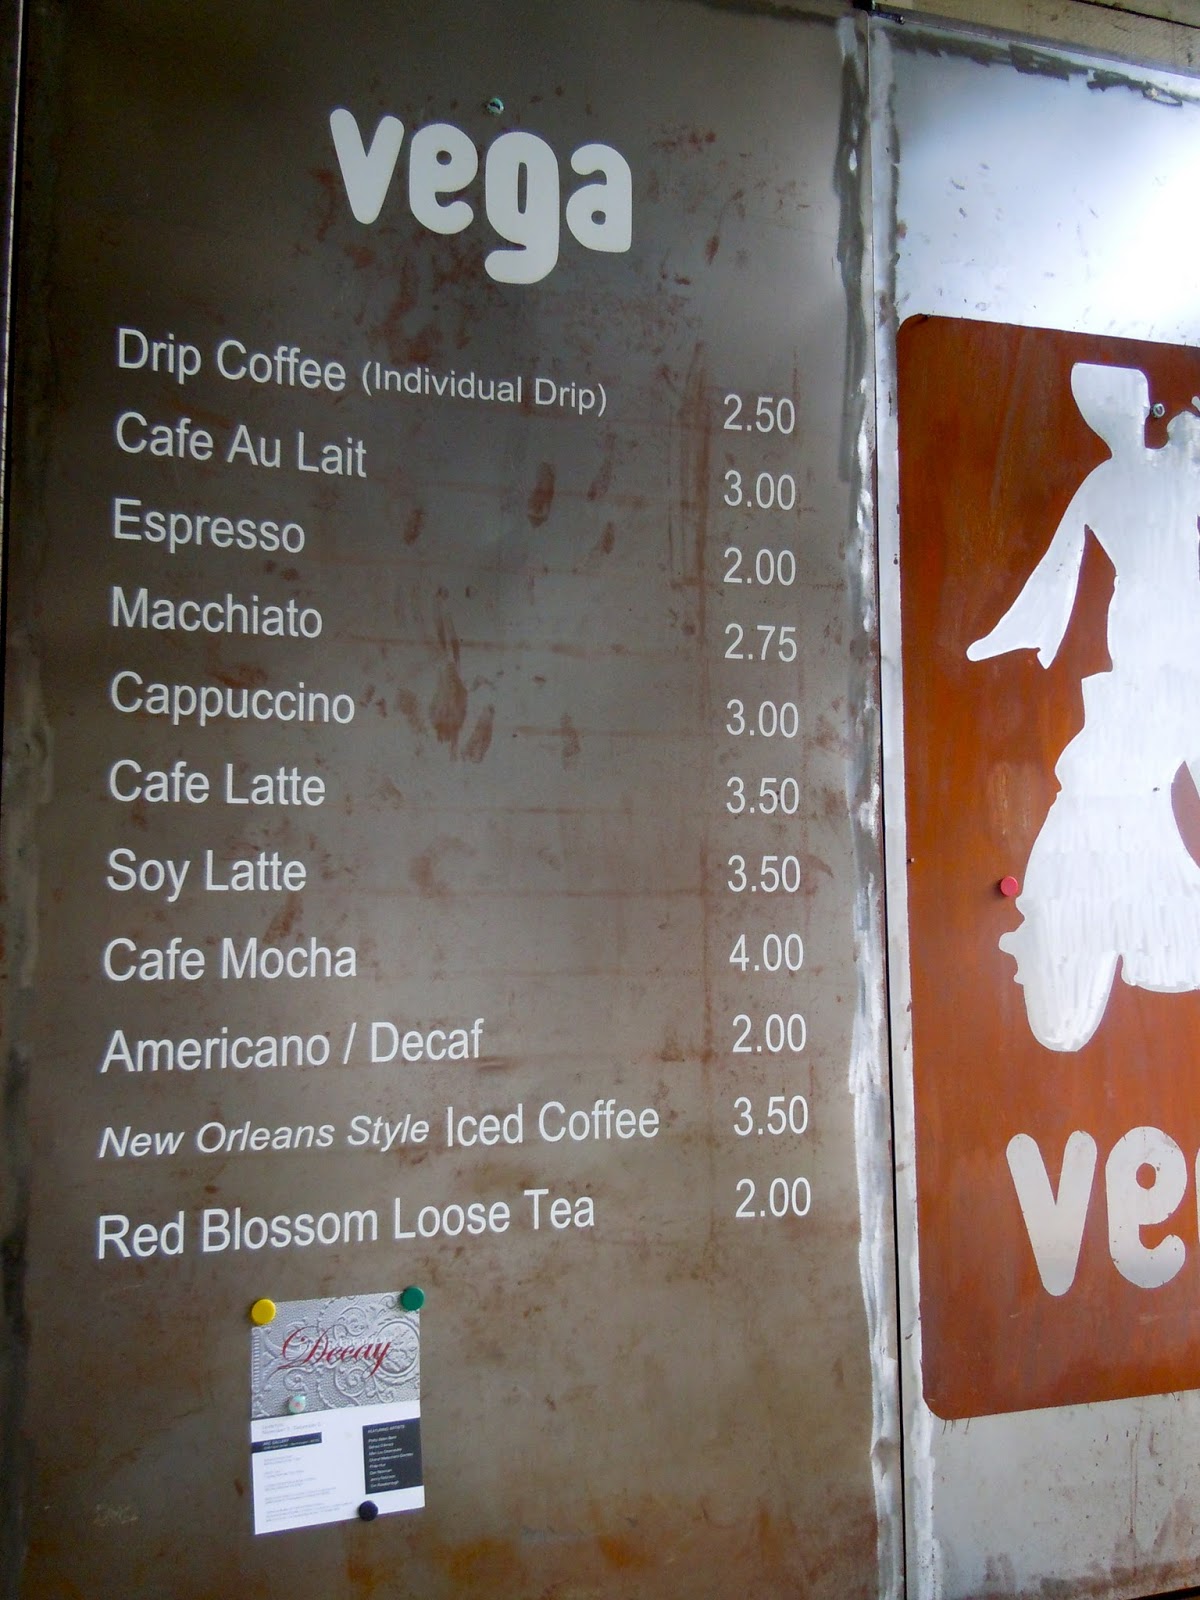 vega
Drip Coffee (Individual Drip) 2.50
Cafe Au Lait 3.00
Espresso 2.00
Macchiato 2.75
Cappuccino 3.00
Cafe Latte 3.50
Soy Latte 3.50
Cafe Mocha 4.00
Americano / Decaf 2.00
New Orleans Style Iced Coffee 3.50
Red Blossom Loose Tea 2.00
Decay
FEATURING ARTISTS
ve